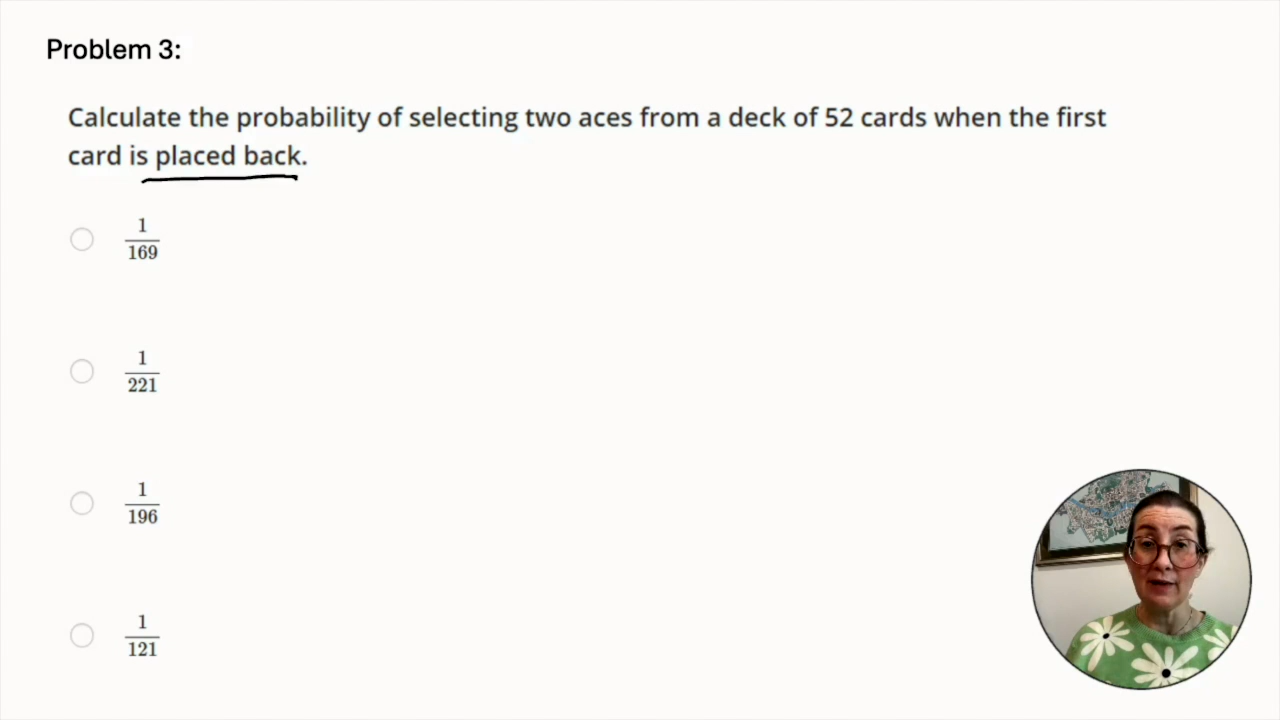 Problem 3:
Calculate the probability of selecting two aces from a deck of 52 cards when the first
card is placed back.
1
169
1
221
1
196
1
121